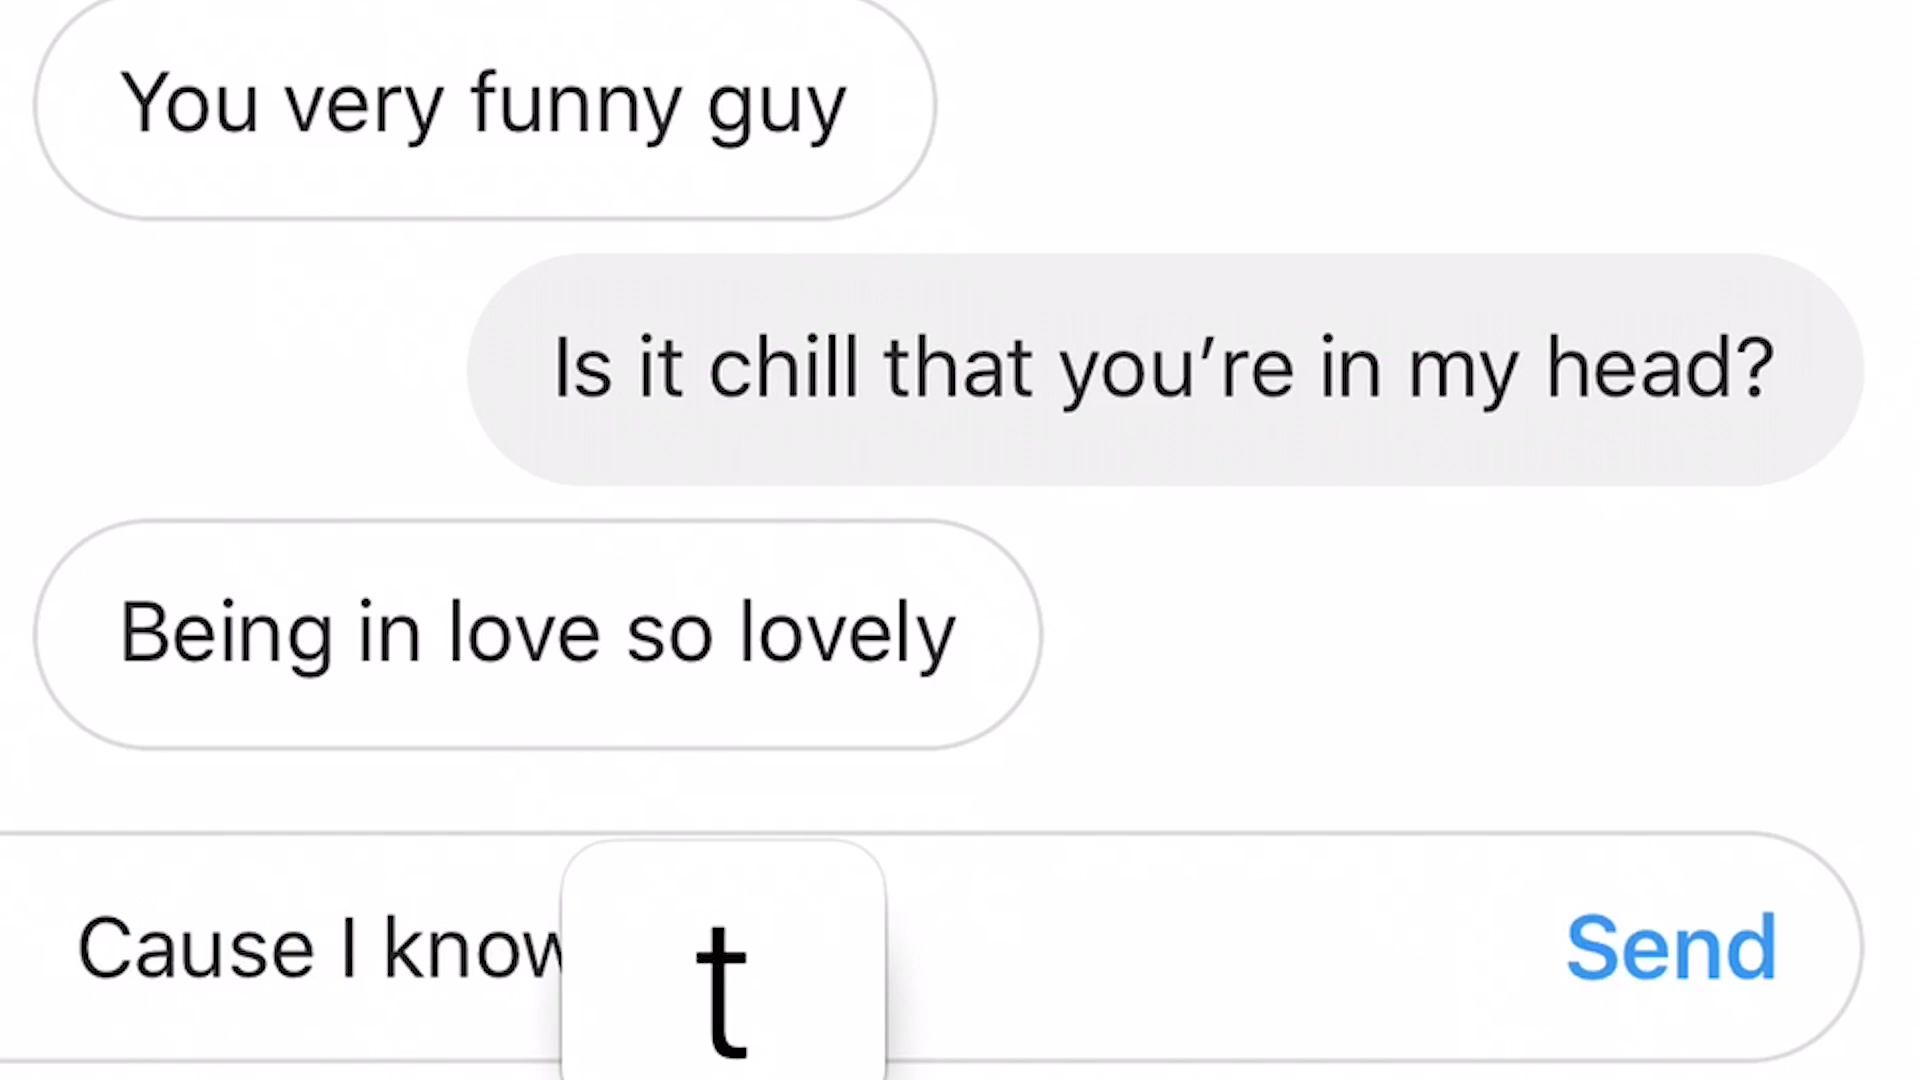 You very funny guy
Is it chill that you’re in my head?
Being in love so lovely
Cause I know
t
Send